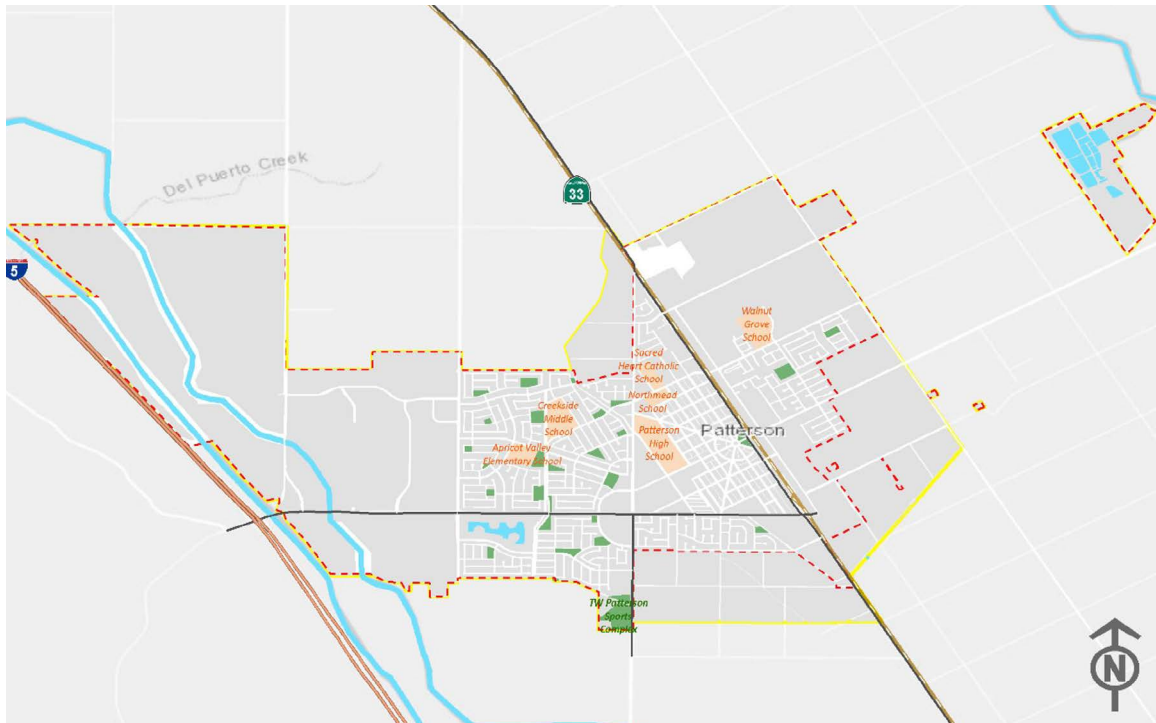 Del Puerto Creek
CALIFORNIA
33
5
Walnut
Grove
School
Sacred
Heart Catholic
School
Northmead
School
Creekside
Middle
School
Patterson
High
School
Patterson
Apricot Valley
Elementary School
TW Patterson
Sports
Complex
N